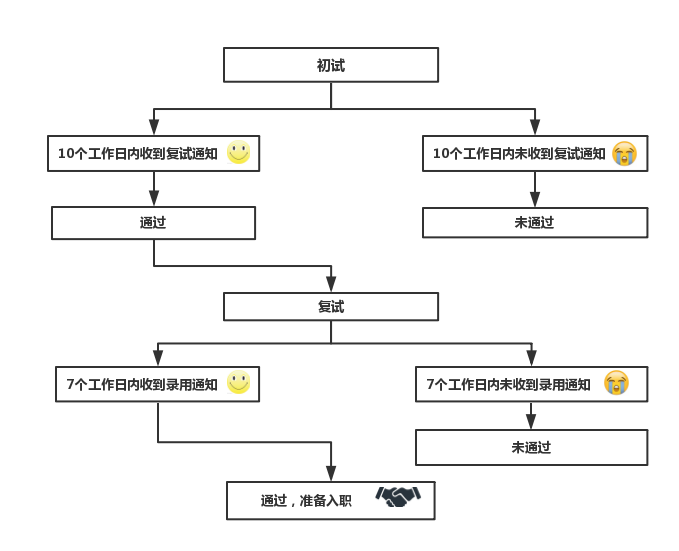 初试
10个工作日内收到复试通知
10个工作日内未收到复试通知
通过
未通过
复试
7个工作日内收到录用通知
7个工作日内未收到录用通知
未通过
通过，准备入职